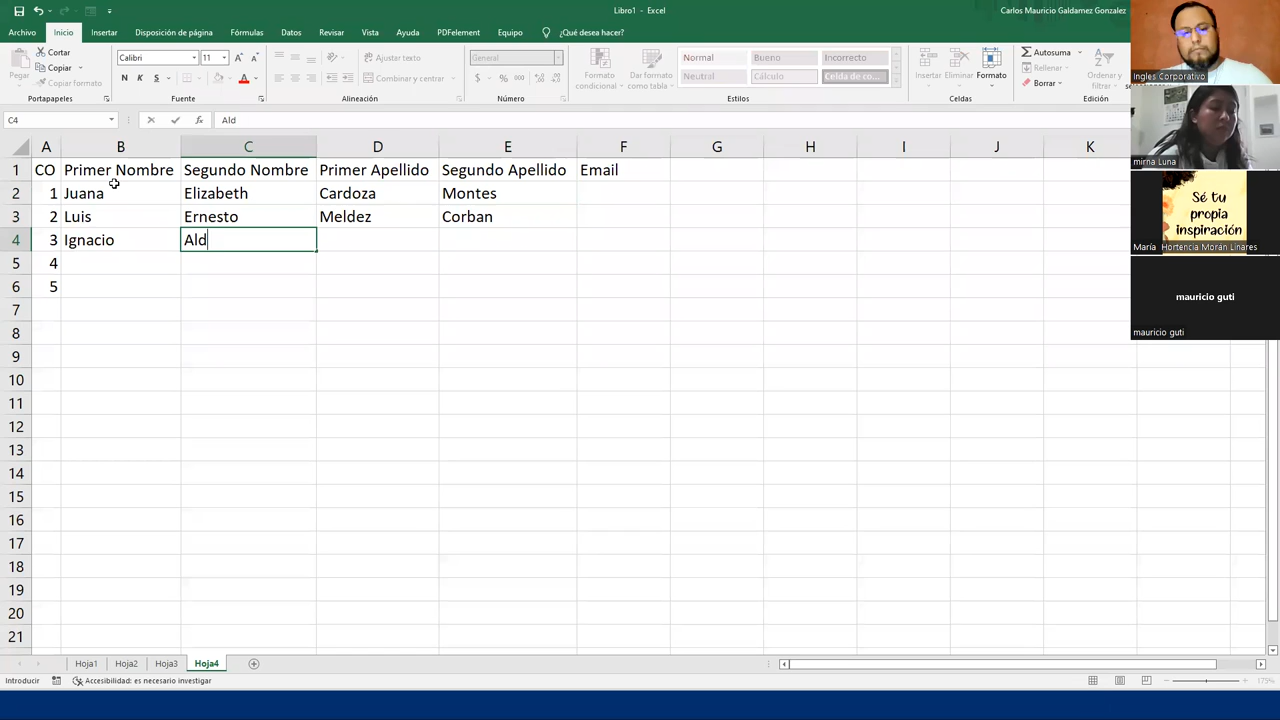 Libro1 - Excel
Carlos Mauricio Galdamez Gonzalez
Archivo Inicio Insertar Disposición de página Fórmulas Datos Revisar Vista Ayuda PDFelement Equipo ¿Qué desea hacer?
Pegar
Cortar
Copiar
Copiar formato
Portapapeles
Calibri 11
N K S
Fuente
Ajustar texto
Combinar y centrar
Alineación
General
% 000
Número
Formato condicional
Dar formato como tabla
Normal Bueno Incorrecto
Neutral Cálculo Celda de co...
Estilos
Insertar Eliminar Formato
Celdas
Autosuma
Rellenar
Borrar
Ordenar y filtrar
Edición
C4 fx Ald
A B C D E F G H I J K
1 CO Primer Nombre Segundo Nombre Primer Apellido Segundo Apellido Email
2 1 Juana Elizabeth Cardoza Montes
3 2 Luis Ernesto Meldez Corban
4 3 Ignacio Ald
5 4
6 5
7
8
9
10
11
12
13
14
15
16
17
18
19
20
21
Ingles Corporativo
mirna Luna
Sé tu
propia
inspiración
María Hortencia Morán Linares
mauricio guti
mauricio guti
Hoja1 Hoja2 Hoja3 Hoja4
Introducir Accesibilidad: es necesario investigar 175%